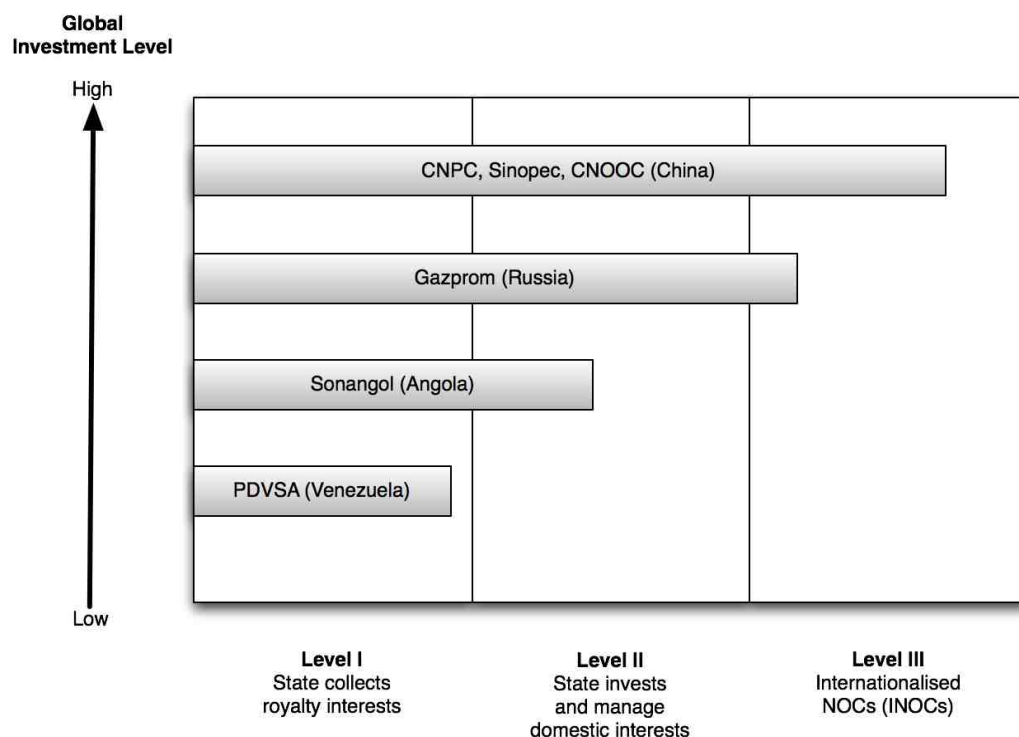 Global
Investment Level
High
CNPC, Sinopec, CNOOC (China)
Gazprom (Russia)
Sonangol (Angola)
PDVSA (Venezuela)
Low
Level I
State collects
royalty interests
Level II
State invests
and manage
domestic interests
Level III
Internationalised
NOCs (INOCs)